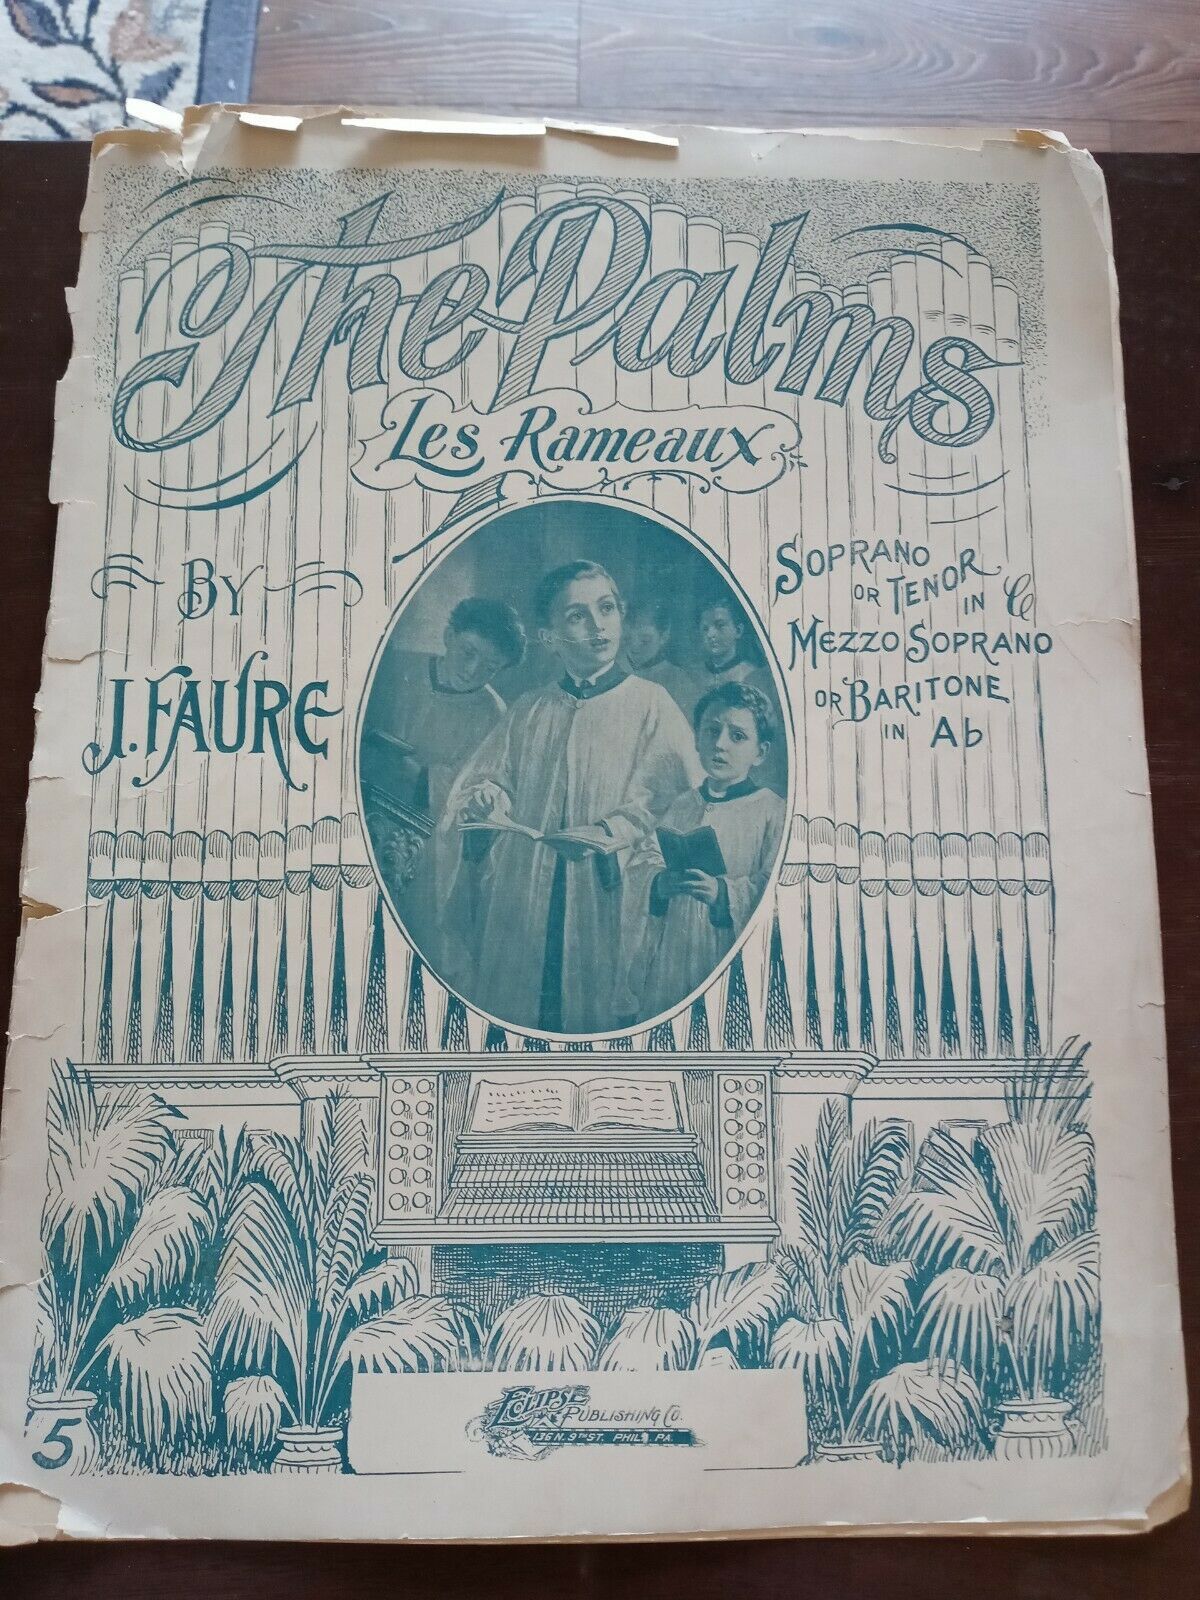 The Palms
Les Rameaux
By
J. Faure
Soprano
or Tenor
in C
Mezzo Soprano
or Baritone
in Ab
Eclipse
Publishing Co.
136 N. 9TH ST. PHILA. PA.
5